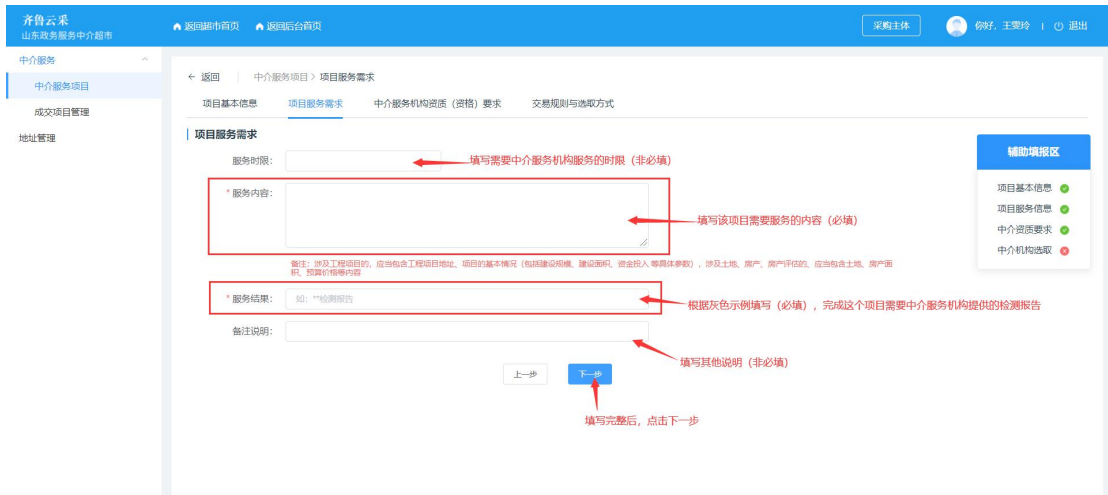 齐鲁云采
山东政务服务中介超市
返回超市首页 返回后台首页
采购主体
你好，王雯玲 | 退出
中介服务
中介服务项目
成交项目管理
地址管理
← 返回 | 中介服务项目 > 项目服务需求
项目基本信息 项目服务需求 中介服务机构资质（资格）要求 交易规则与选取方式
项目服务需求
服务时限：
填写需要中介服务机构服务的时限（非必填）
* 服务内容：
填写该项目需要服务的内容（必填）
备注：涉及工程项目的，应当包含工程项目地址、项目的基本情况（包括建设规模、建设面积、资金投入 等具体参数），涉及土地、房产、房产评估的、应当包含土地、房产面
积、预算价格等内容
* 服务结果：
如：**检测报告
根据灰色示例填写（必填），完成这个项目需要中介服务机构提供的检测报告
备注说明：
填写其他说明（非必填）
上一步 下一步
填写完整后，点击下一步
辅助填报区
项目基本信息
项目服务信息
中介资质要求
中介机构选取